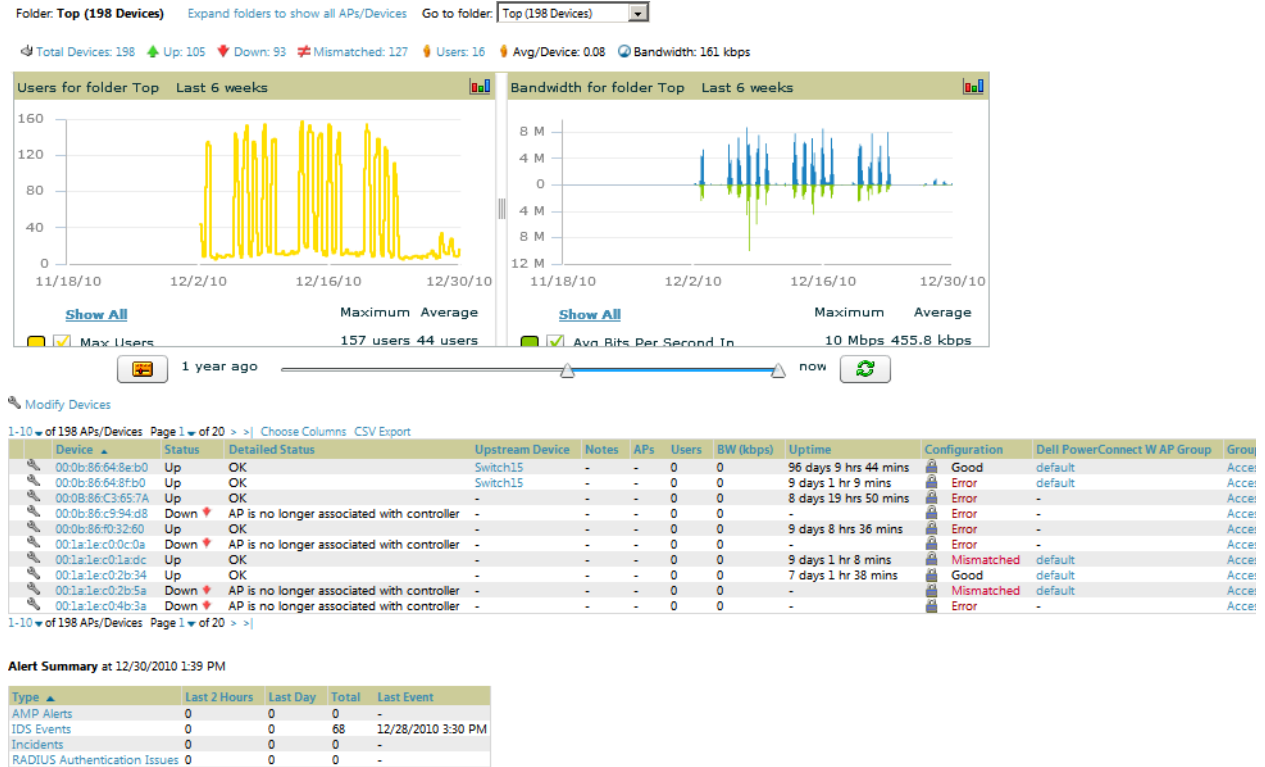 Folder: Top (198 Devices) Expand folders to show all APs/Devices Go to folder: Top (198 Devices)
Total Devices: 198 Up: 105 Down: 93 Mismatched: 127 Users: 16 Avg/Device: 0.08 Bandwidth: 161 kbps
Users for folder Top Last 6 weeks
160
120
80
40
0
11/18/10 12/2/10 12/16/10 12/30/10
Show All Maximum Average
Max Users 157 users 44 users
Bandwidth for folder Top Last 6 weeks
8 M
4 M
0
4 M
8 M
12 M
11/18/10 12/2/10 12/16/10 12/30/10
Show All Maximum Average
Avg Bits Per Second In 10 Mbps 455.8 kbps
1 year ago now
Modify Devices
1-10 of 198 APs/Devices Page 1 of 20 > >| Choose Columns CSV Export
Device Status Detailed Status Upstream Device Notes APs Users BW (kbps) Uptime Configuration Dell PowerConnect W AP Group Grou
00:0b:86:64:8e:b0 Up OK Switch15 - - 0 0 96 days 9 hrs 44 mins Good default Acce
00:0b:86:64:8f:b0 Up OK Switch15 - - 0 0 9 days 1 hr 9 mins Error default Acce
00:0B:86:C3:65:7A Up OK - - - 0 0 8 days 19 hrs 50 mins Error - Acce
00:0b:86:c9:94:d8 Down AP is no longer associated with controller - - - 0 0 - Error - Acce
00:0b:86:f0:32:60 Up OK - - - 0 0 9 days 8 hrs 36 mins Error - Acce
00:1a:1e:c0:0c:0a Down AP is no longer associated with controller - - - 0 0 - Error - Acce
00:1a:1e:c0:1a:dc Up OK - - - 0 0 9 days 1 hr 8 mins Mismatched default Acce
00:1a:1e:c0:2b:34 Up OK - - - 0 0 7 days 1 hr 38 mins Good default Acce
00:1a:1e:c0:2b:5a Down AP is no longer associated with controller - - - 0 0 - Mismatched default Acce
00:1a:1e:c0:4b:3a Down AP is no longer associated with controller - - - 0 0 - Error - Acce
1-10 of 198 APs/Devices Page 1 of 20 > >|
Alert Summary at 12/30/2010 1:39 PM
Type Last 2 Hours Last Day Total Last Event
AMP Alerts 0 0 0 -
IDS Events 0 0 68 12/28/2010 3:30 PM
Incidents 0 0 0 -
RADIUS Authentication Issues 0 0 0 -